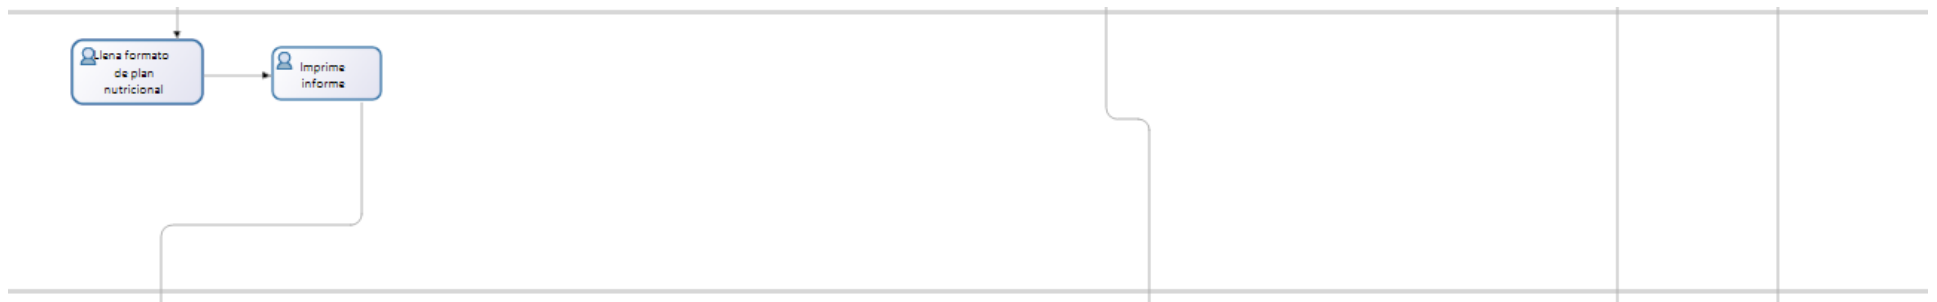 Llena formato
de plan
nutricional
Imprime
informe